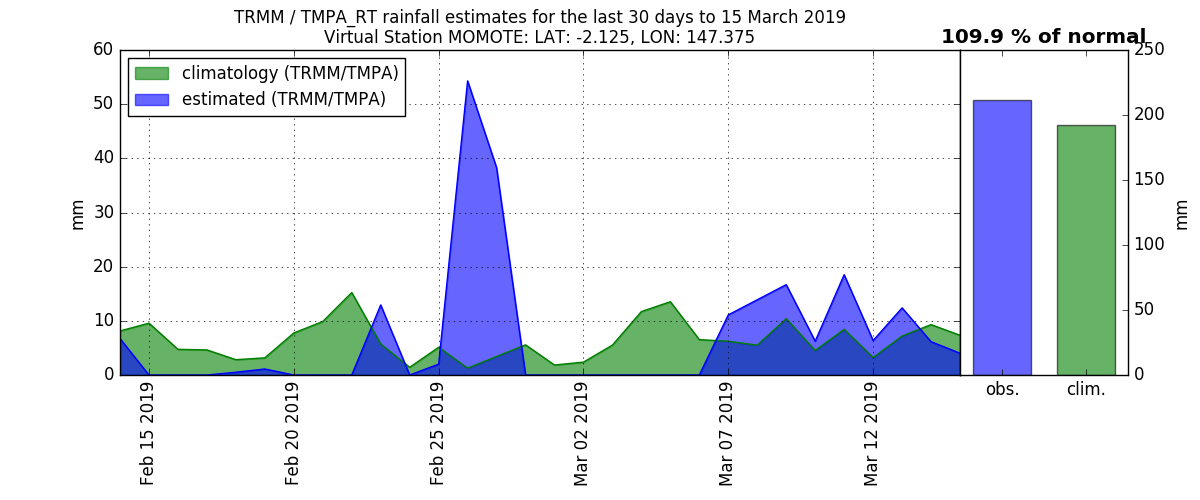 TRMM / TMPA_RT rainfall estimates for the last 30 days to 15 March 2019
Virtual Station MOMOTE: LAT: -2.125, LON: 147.375
109.9 % of normal
climatology (TRMM/TMPA)
estimated (TRMM/TMPA)
60
50
40
30
20
10
0
mm
Feb 15 2019
Feb 20 2019
Feb 25 2019
Mar 02 2019
Mar 07 2019
Mar 12 2019
250
200
150
100
50
0
mm
obs.
clim.